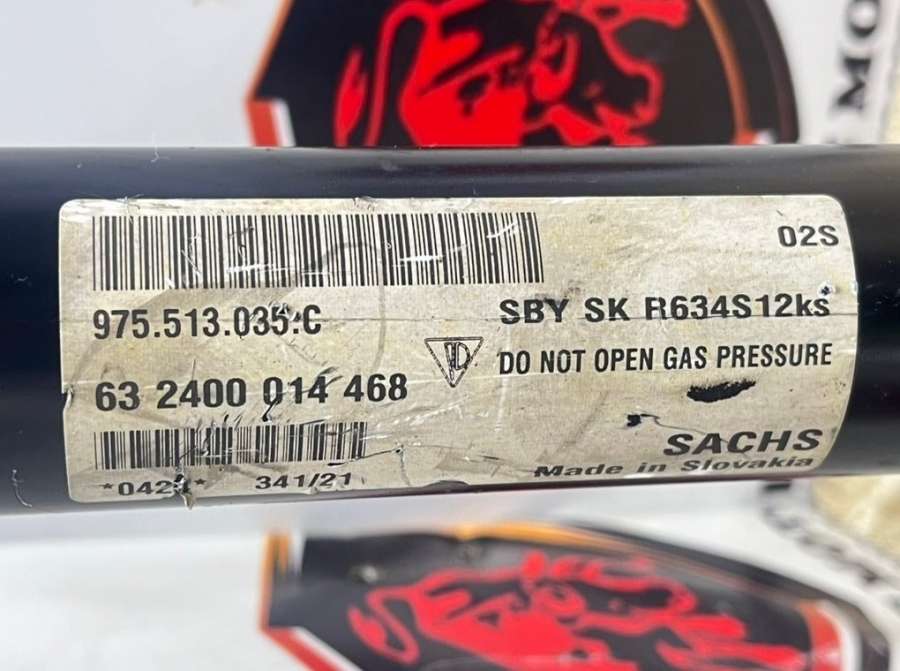 MO
02S
975.513.035.C
SBY SK R634S12ks
DO NOT OPEN GAS PRESSURE
63 2400 014 468
SACHS
Made in Slovakia
341/21